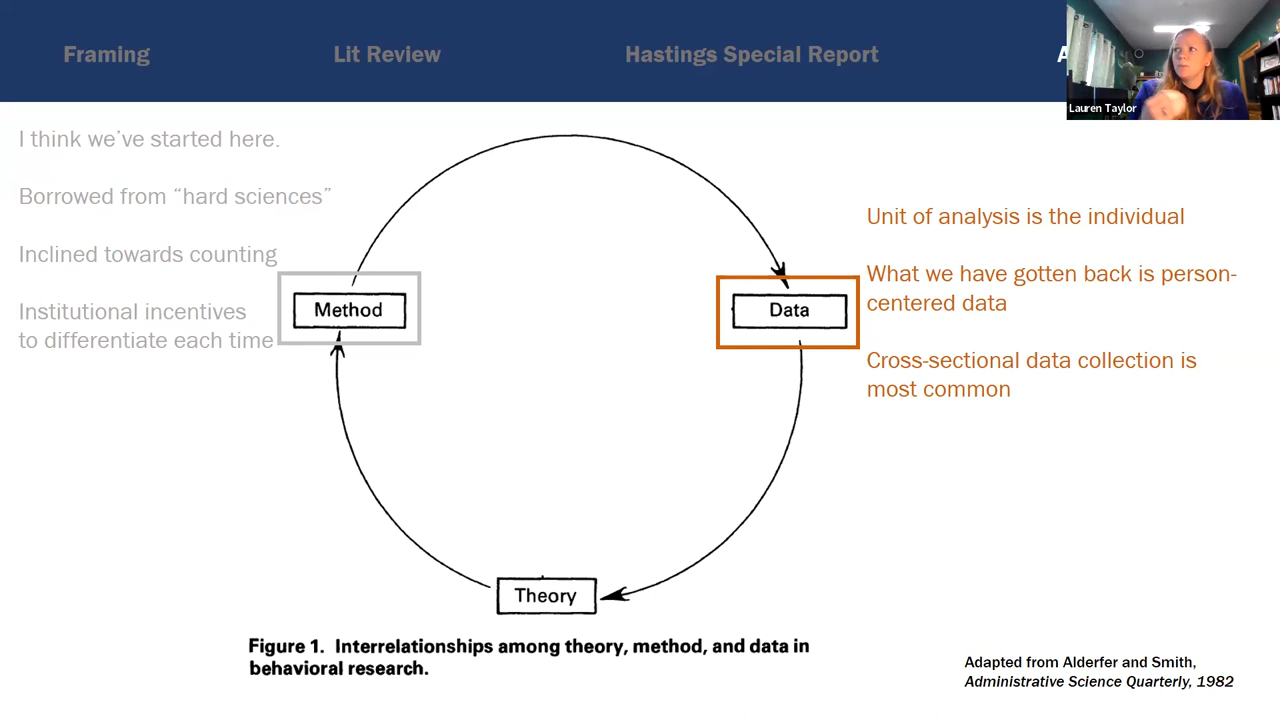 Framing
Lit Review
Hastings Special Report
Lauren Taylor
I think we’ve started here.
Borrowed from “hard sciences”
Inclined towards counting
Institutional incentives
to differentiate each time
Method
Data
Unit of analysis is the individual
What we have gotten back is person-
centered data
Cross-sectional data collection is
most common
Theory
Figure 1. Interrelationships among theory, method, and data in
behavioral research.
Adapted from Alderfer and Smith,
Administrative Science Quarterly, 1982